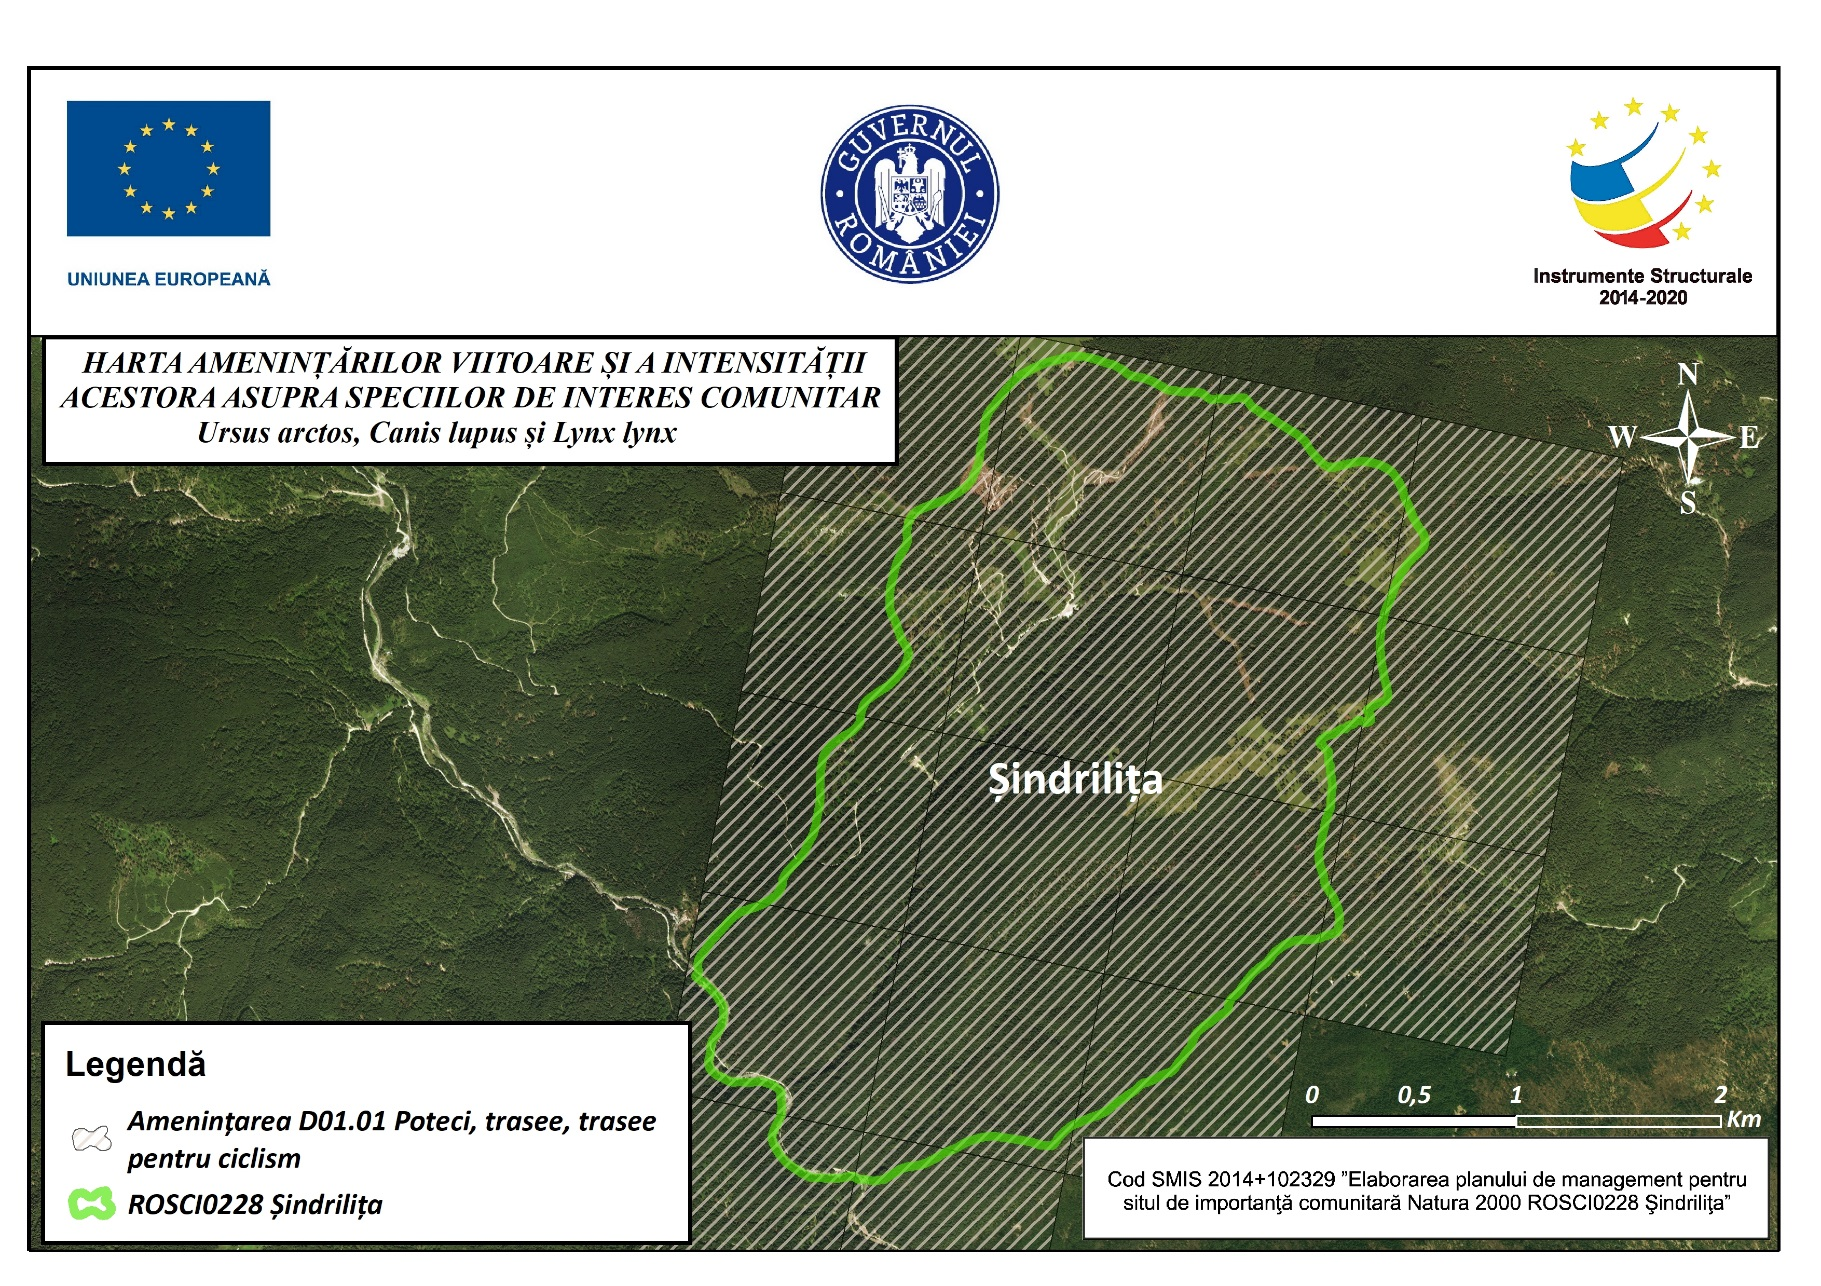 UNIUNEA EUROPEANĂ
GUVERNUL
ROMÂNIEI
Instrumente Structurale
2014-2020
HARTA AMENINȚĂRILOR VIITOARE ȘI A INTENSITĂȚII
ACESTORA ASUPRA SPECIILOR DE INTERES COMUNITAR
Ursus arctos, Canis lupus și Lynx lynx
N
W E
S
Șindrilița
Legendă
Amenințarea D01.01 Poteci, trasee, trasee
pentru ciclism
ROSCI0228 Șindrilița
0 0,5 1 2
Km
Cod SMIS 2014+102329 ”Elaborarea planului de management pentru
situl de importanţă comunitară Natura 2000 ROSCI0228 Şindriliţa”